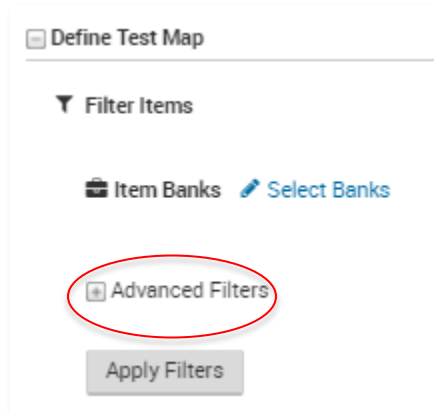 Define Test Map
Filter Items
Item Banks Select Banks
Advanced Filters
Apply Filters